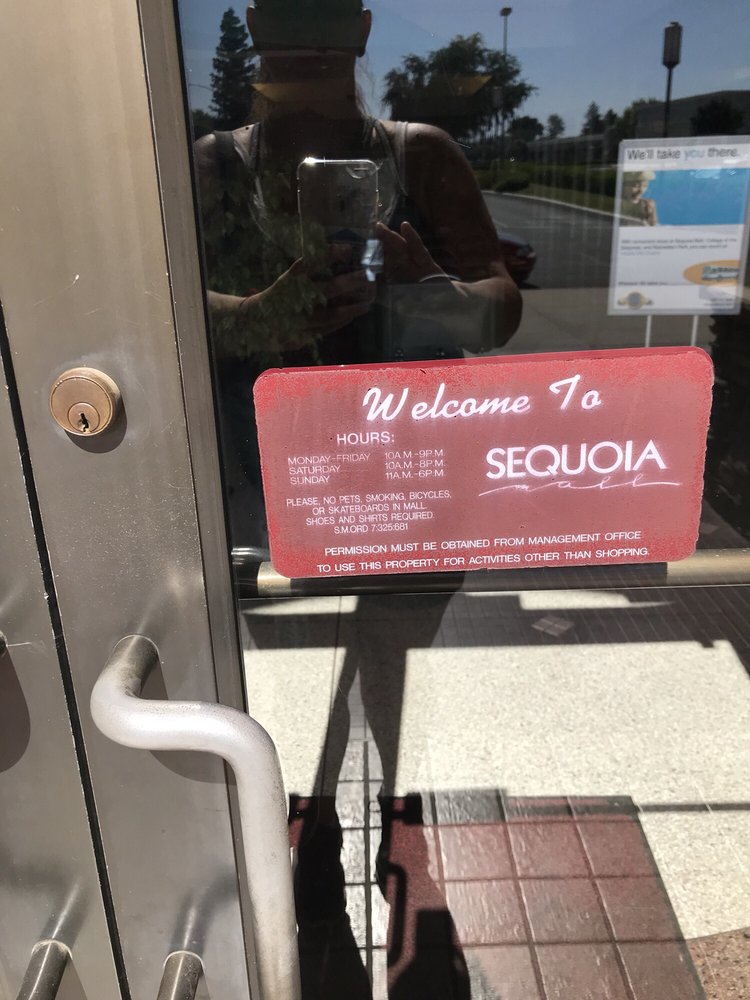 We'll take you there.
Welcome To
HOURS:
MONDAY-FRIDAY 10A.M.-9P.M.
SATURDAY 10A.M.-8P.M.
SUNDAY 11A.M.-6P.M.
SEQUOIA
mall
PLEASE, NO PETS, SMOKING, BICYCLES,
OR SKATEBOARDS IN MALL.
SHOES AND SHIRTS REQUIRED.
S.M.ORD 7:325:681
PERMISSION MUST BE OBTAINED FROM MANAGEMENT OFFICE
TO USE THIS PROPERTY FOR ACTIVITIES OTHER THAN SHOPPING.